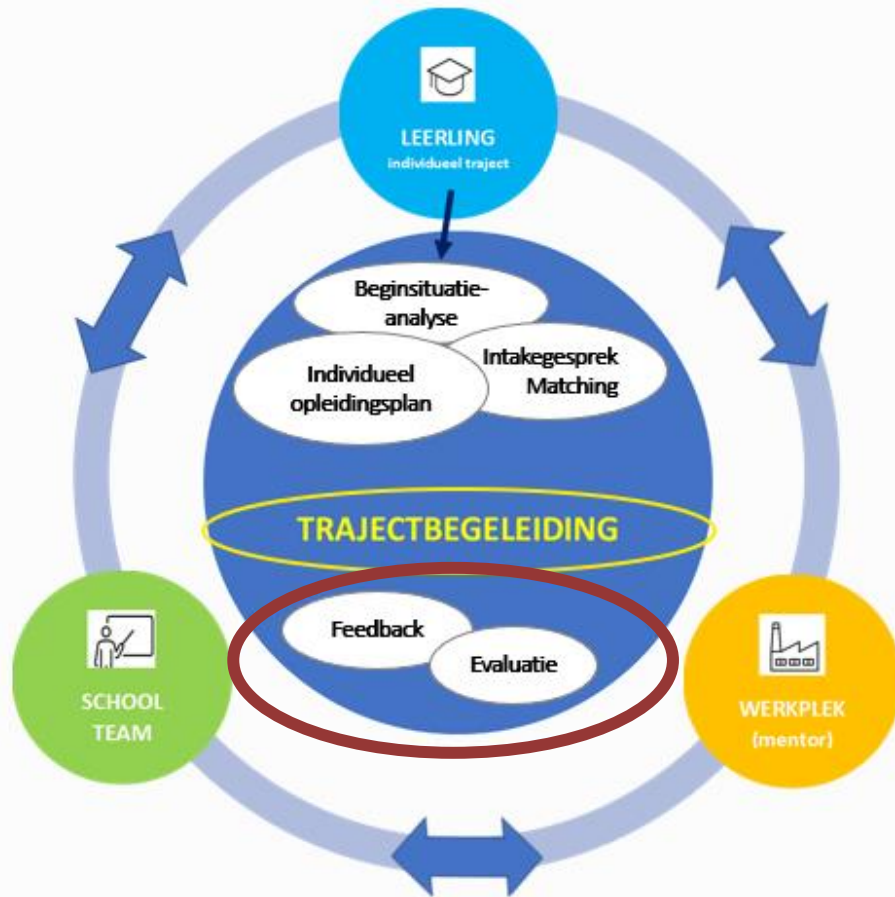 LEERLING
individueel traject
Beginsituatie-
analyse
Intakegesprek
Matching
Individueel
opleidingsplan
TRAJECTBEGELEIDING
Feedback
Evaluatie
SCHOOL
TEAM
WERKPLEK
(mentor)